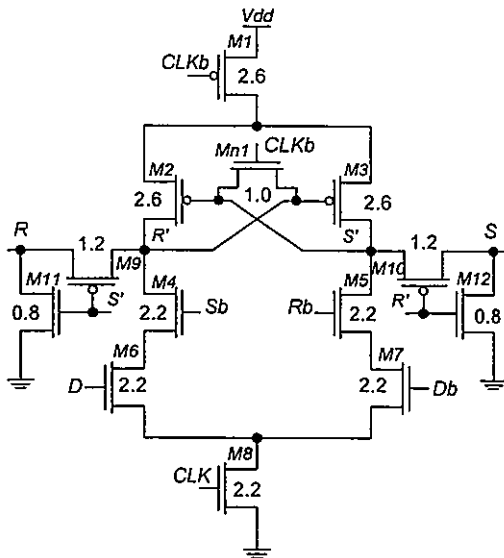 Vdd
M1
CLKb
2.6
CLKb
M2
Mn1
M3
2.6
1.0
2.6
R
1.2
R'
S'
1.2
S
M9
M10
M11
S'
M4
M5
R'
M12
0.8
2.2
Sb
Rb
2.2
0.8
M6
M7
D
2.2
2.2
Db
M8
CLK
2.2